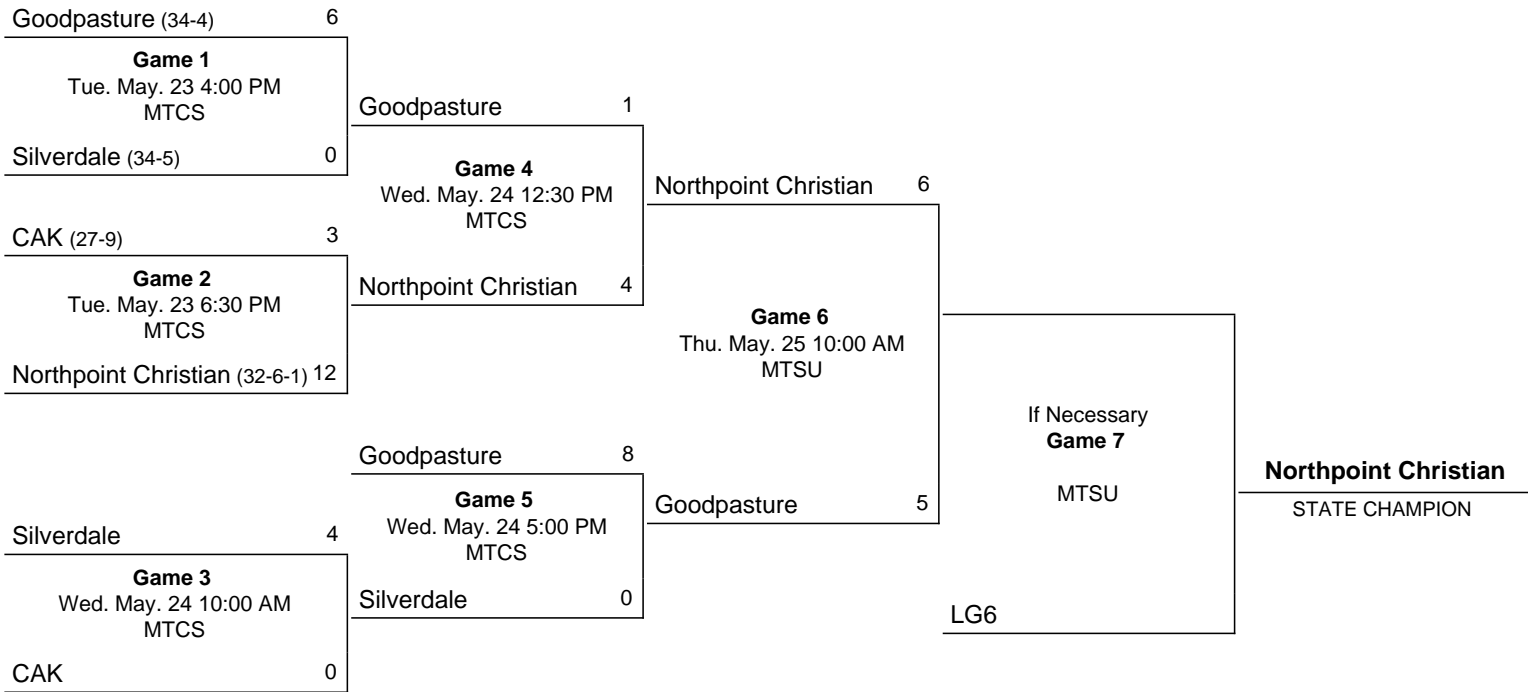 Goodpasture (34-4) 6
Game 1
Tue. May. 23 4:00 PM
MTCS
Silverdale (34-5) 0
CAK (27-9) 3
Game 2
Tue. May. 23 6:30 PM
MTCS
Northpoint Christian (32-6-1) 12
Silverdale 4
Game 3
Wed. May. 24 10:00 AM
MTCS
CAK 0
Goodpasture 1
Game 4
Wed. May. 24 12:30 PM
MTCS
Northpoint Christian 4
Goodpasture 8
Game 5
Wed. May. 24 5:00 PM
MTCS
Silverdale 0
Northpoint Christian 6
Game 6
Thu. May. 25 10:00 AM
MTSU
Goodpasture 5
If Necessary
Game 7
MTSU
LG6
Northpoint Christian
STATE CHAMPION